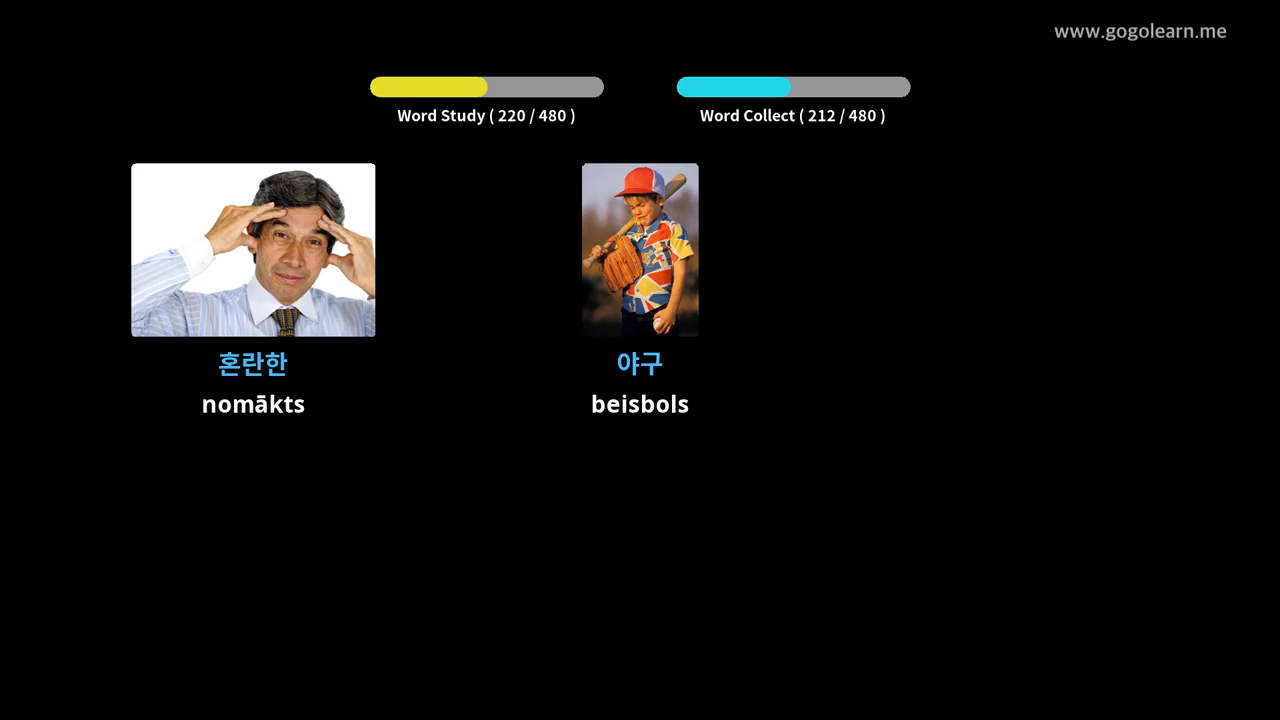 www.gogolearn.me
Word Study ( 220 / 480 )
Word Collect ( 212 / 480 )
혼란한
nomākts
야구
beisbols